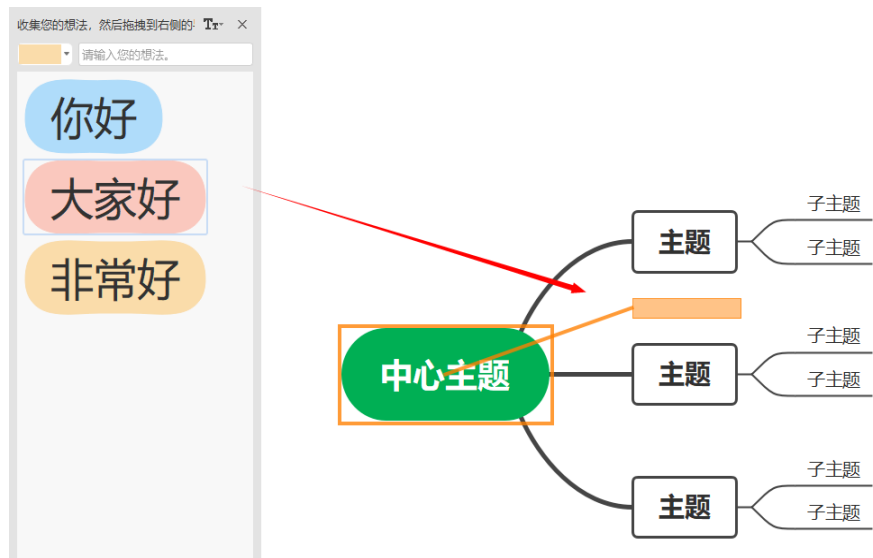 收集您的想法，然后拖拽到右侧的
请输入您的想法。
你好
大家好
非常好
中心主题
主题
子主题
子主题
主题
子主题
子主题
主题
子主题
子主题